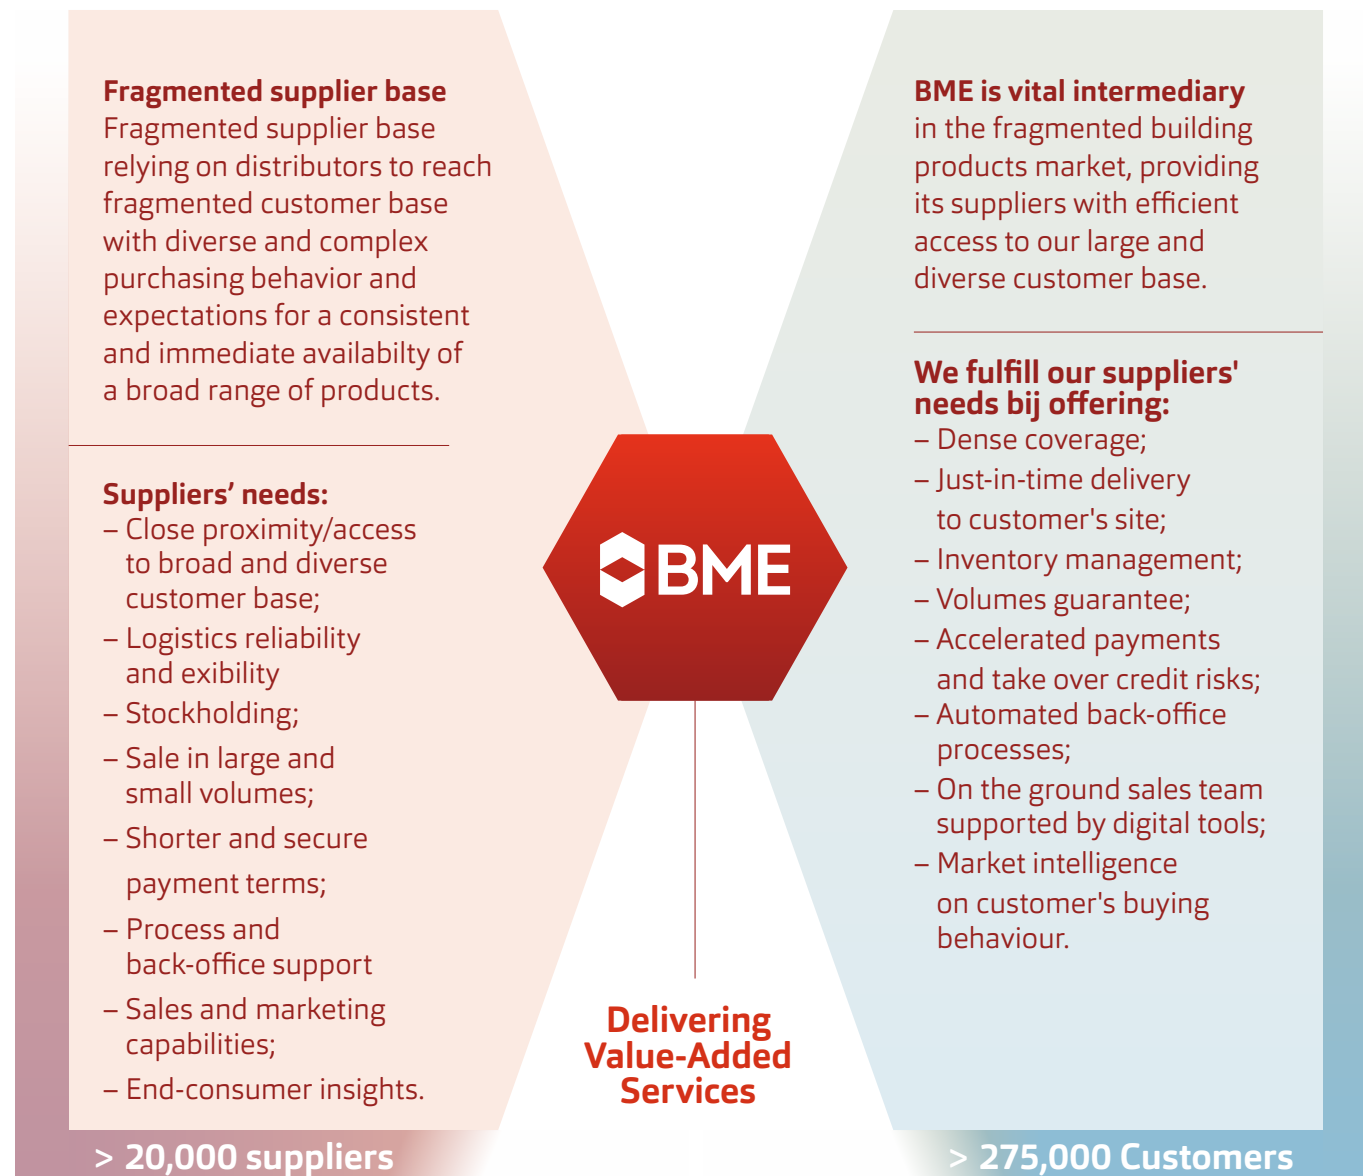 Fragmented supplier base
Fragmented supplier base
relying on distributors to reach
fragmented customer base
with diverse and complex
purchasing behavior and
expectations for a consistent
and immediate availabilty of
a broad range of products.
Suppliers’ needs:
– Close proximity/access
to broad and diverse
customer base;
– Logistics reliability
and exibility
– Stockholding;
– Sale in large and
small volumes;
– Shorter and secure
payment terms;
– Process and
back-office support
– Sales and marketing
capabilities;
– End-consumer insights.
> 20,000 suppliers
BME
Delivering
Value-Added
Services
BME is vital intermediary
in the fragmented building
products market, providing
its suppliers with efficient
access to our large and
diverse customer base.
We fulfill our suppliers'
needs bij offering:
– Dense coverage;
– Just-in-time delivery
to customer's site;
– Inventory management;
– Volumes guarantee;
– Accelerated payments
and take over credit risks;
– Automated back-office
processes;
– On the ground sales team
supported by digital tools;
– Market intelligence
on customer's buying
behaviour.
> 275,000 Customers